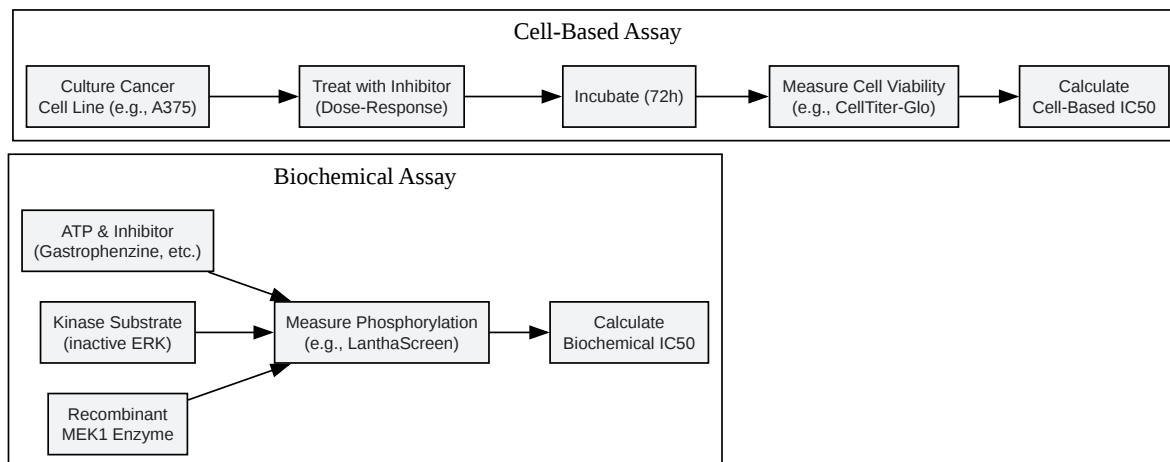 Cell-Based Assay
Culture Cancer
Cell Line (e.g., A375)
Treat with Inhibitor
(Dose-Response)
Incubate (72h)
Measure Cell Viability
(e.g., CellTiter-Glo)
Calculate
Cell-Based IC50
Biochemical Assay
ATP & Inhibitor
(Gastrophenzine, etc.)
Kinase Substrate
(inactive ERK)
Recombinant
MEK1 Enzyme
Measure Phosphorylation
(e.g., LanthaScreen)
Calculate
Biochemical IC50